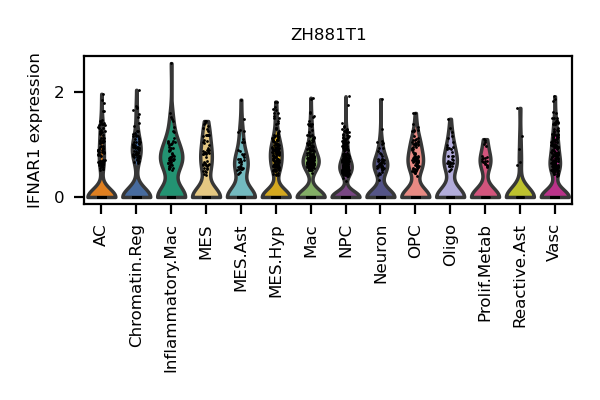 ZH881T1
IFNAR1 expression
2
0
AC
Chromatin.Reg
Inflammatory.Mac
MES
MES.Ast
MES.Hyp
Mac
NPC
Neuron
OPC
Oligo
Prolif.Metab
Reactive.Ast
Vasc